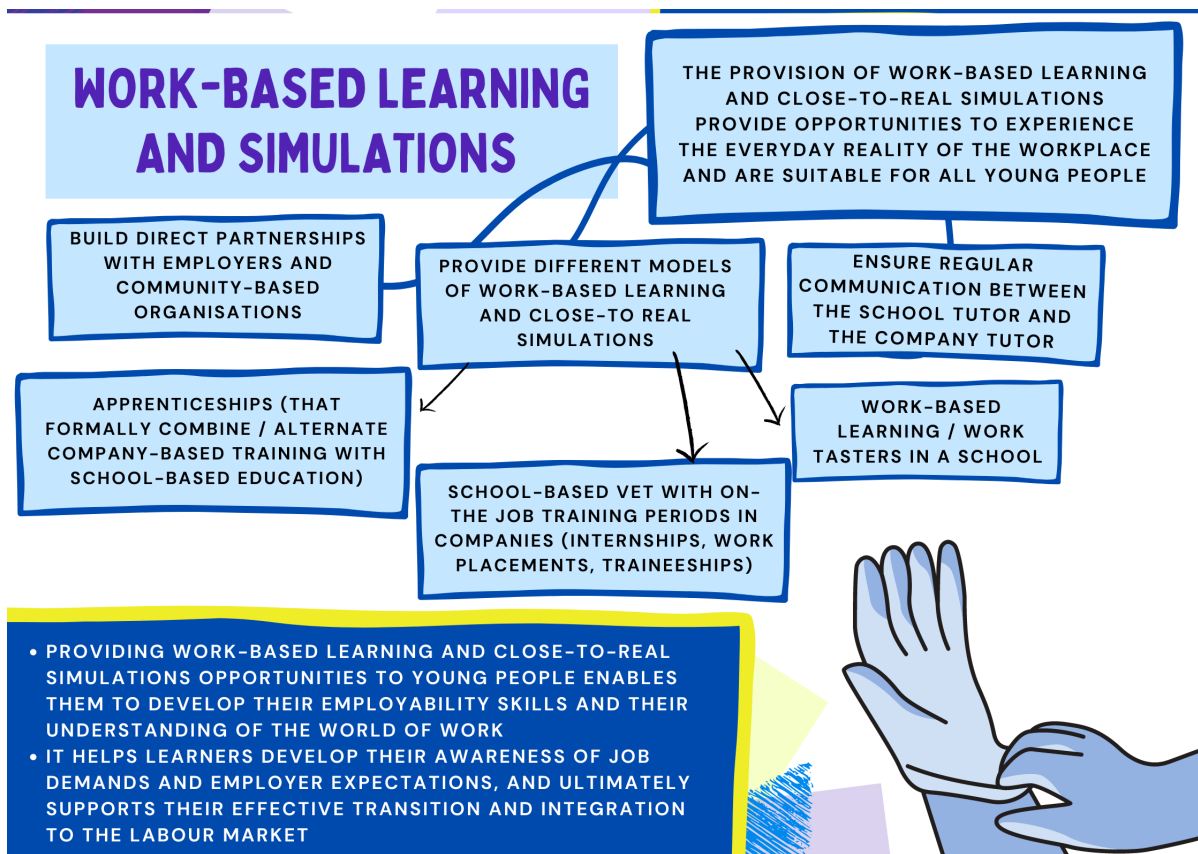 WORK-BASED LEARNING
AND SIMULATIONS
THE PROVISION OF WORK-BASED LEARNING
AND CLOSE-TO-REAL SIMULATIONS
PROVIDE OPPORTUNITIES TO EXPERIENCE
THE EVERYDAY REALITY OF THE WORKPLACE
AND ARE SUITABLE FOR ALL YOUNG PEOPLE
BUILD DIRECT PARTNERSHIPS
WITH EMPLOYERS AND
COMMUNITY-BASED
ORGANISATIONS
PROVIDE DIFFERENT MODELS
OF WORK-BASED LEARNING
AND CLOSE-TO REAL
SIMULATIONS
ENSURE REGULAR
COMMUNICATION BETWEEN
THE SCHOOL TUTOR AND
THE COMPANY TUTOR
APPRENTICESHIPS (THAT
FORMALLY COMBINE / ALTERNATE
COMPANY-BASED TRAINING WITH
SCHOOL-BASED EDUCATION)
SCHOOL-BASED VET WITH ON-
THE JOB TRAINING PERIODS IN
COMPANIES (INTERNSHIPS, WORK
PLACEMENTS, TRAINEESHIPS)
WORK-BASED
LEARNING / WORK
TASTERS IN A SCHOOL
• PROVIDING WORK-BASED LEARNING AND CLOSE-TO-REAL
SIMULATIONS OPPORTUNITIES TO YOUNG PEOPLE ENABLES
THEM TO DEVELOP THEIR EMPLOYABILITY SKILLS AND THEIR
UNDERSTANDING OF THE WORLD OF WORK
• IT HELPS LEARNERS DEVELOP THEIR AWARENESS OF JOB
DEMANDS AND EMPLOYER EXPECTATIONS, AND ULTIMATELY
SUPPORTS THEIR EFFECTIVE TRANSITION AND INTEGRATION
TO THE LABOUR MARKET